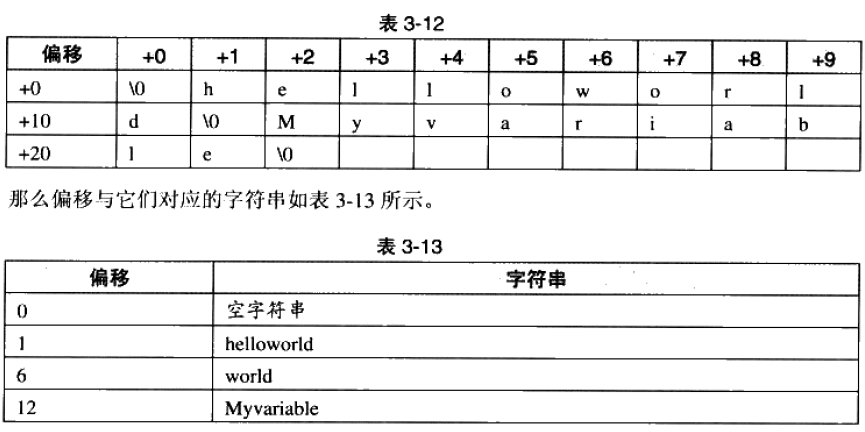 表 3-12
偏移 +0 +1 +2 +3 +4 +5 +6 +7 +8 +9
+0 \0 h e l l o w o r l
+10 d \0 M y v a r i a b
+20 l e \0
那么偏移与它们对应的字符串如表 3-13 所示。
表 3-13
偏移 字符串
0 空字符串
1 helloworld
6 world
12 Myvariable